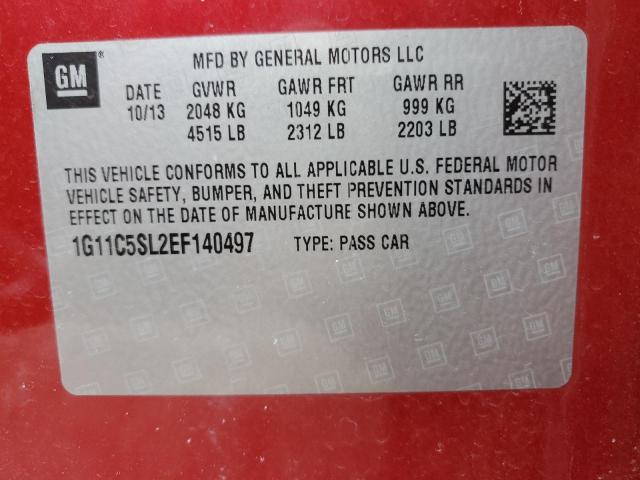 GM ® MFD BY GENERAL MOTORS LLC
DATE GVWR GAWR FRT GAWR RR
10/13 2048 KG 1049 KG 999 KG
4515 LB 2312 LB 2203 LB
THIS VEHICLE CONFORMS TO ALL APPLICABLE U.S. FEDERAL MOTOR
VEHICLE SAFETY, BUMPER, AND THEFT PREVENTION STANDARDS IN
EFFECT ON THE DATE OF MANUFACTURE SHOWN ABOVE.
1G11C5SL2EF140497 TYPE: PASS CAR